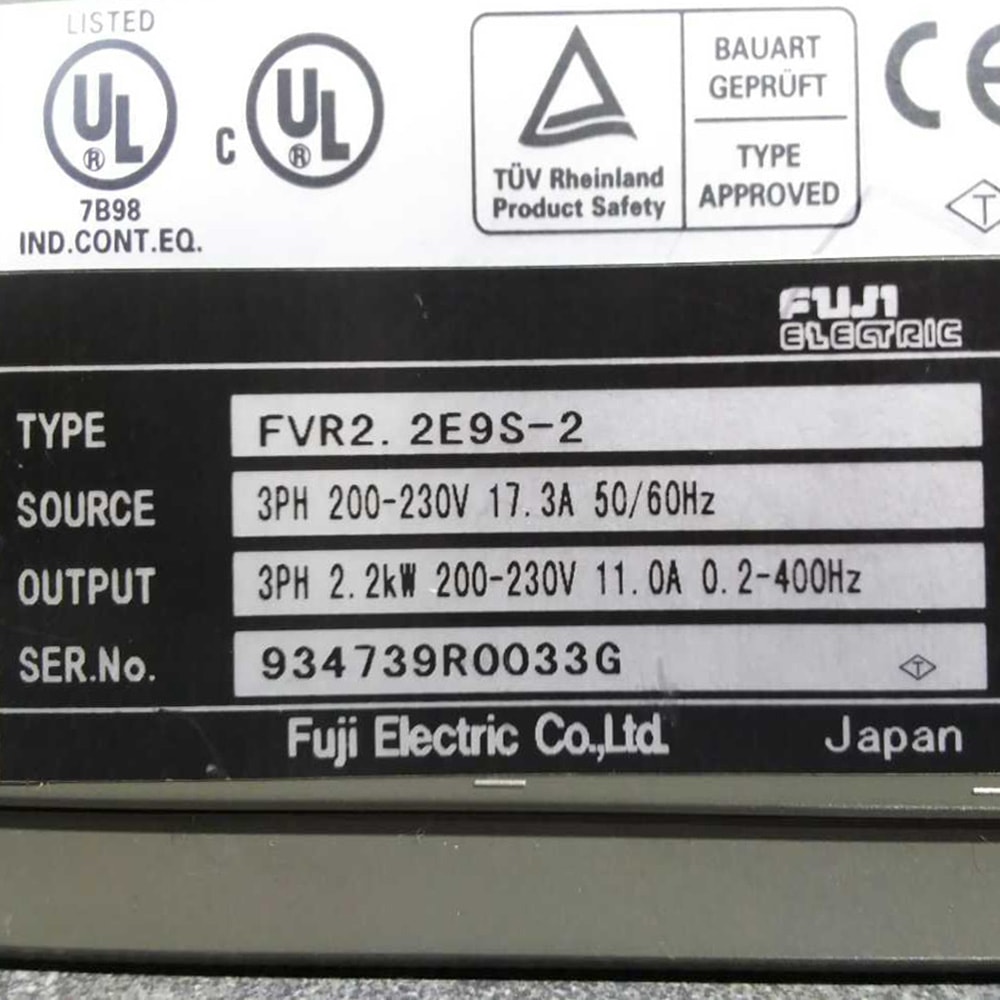 LISTED
UL
®
C
UL
®
7B98
IND.CONT.EQ.
TÜV Rheinland
Product Safety
BAUART
GEPRÜFT
TYPE
APPROVED
CE
T
FUJI
ELECTRIC
TYPE FVR2.2E9S-2
SOURCE 3PH 200-230V 17.3A 50/60Hz
OUTPUT 3PH 2.2kW 200-230V 11.0A 0.2-400Hz
SER.No. 934739R0033G T
Fuji Electric Co.,Ltd. Japan